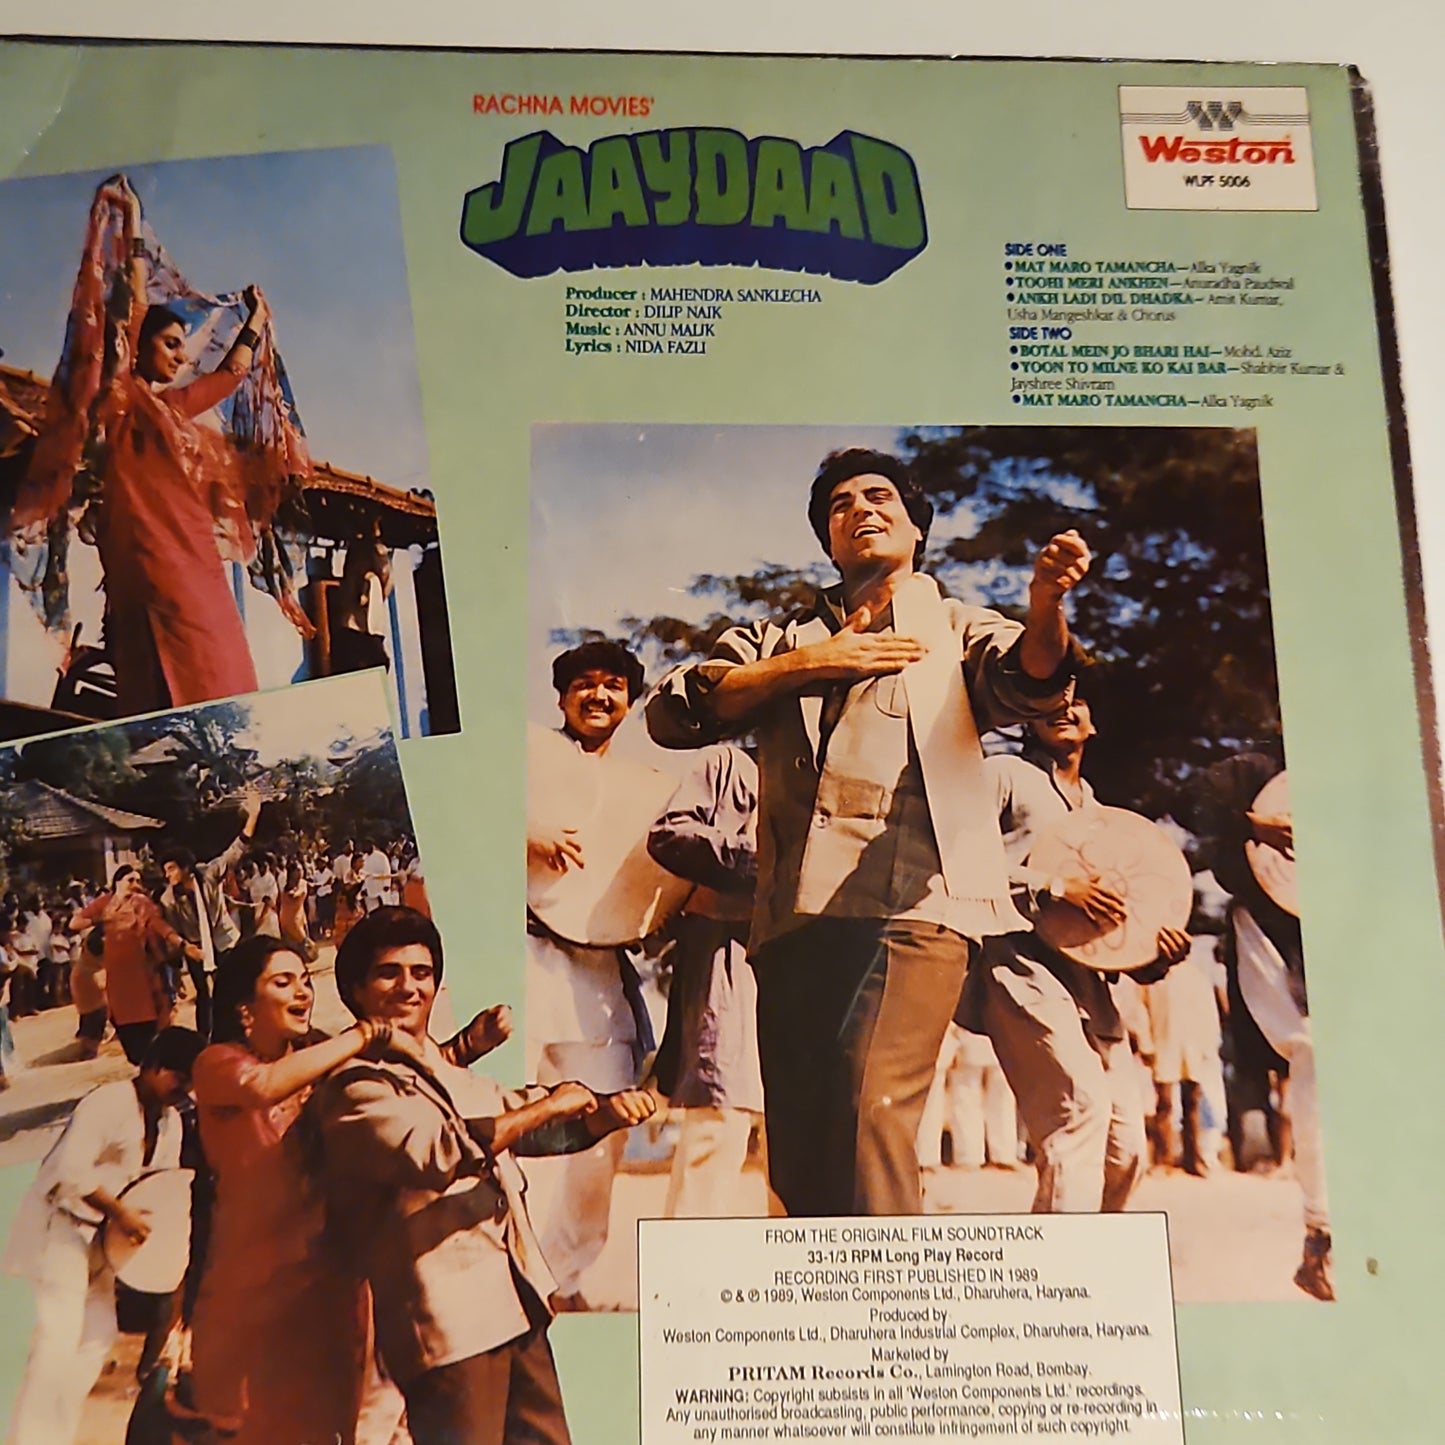 RACHNA MOVIES'
JAAYDAAD
Producer : MAHENDRA SANKLECHA
Director : DILIP NAIK
Music : ANNU MALIK
Lyrics : NIDA FAZLI
Weston
WLPF 5006
SIDE ONE
• MAT MARO TAMANCHA—Alka Yagnik
• TOOHI MERI ANKHEN—Anuradha Paudwal
• ANKH LADI DIL DHADKA—Amit Kumar,
Usha Mangeshkar & Chorus
SIDE TWO
• BOTAL MEIN JO BHARI HAI—Mohd. Aziz
• YOON TO MILNE KO KAI BAR—Shabbir Kumar &
Jayshree Shivram
• MAT MARO TAMANCHA—Alka Yagnik
FROM THE ORIGINAL FILM SOUNDTRACK
33-1/3 RPM Long Play Record
RECORDING FIRST PUBLISHED IN 1989
© & ℗ 1989, Weston Components Ltd., Dharuhera, Haryana.
Produced by
Weston Components Ltd., Dharuhera Industrial Complex, Dharuhera, Haryana.
Marketed by
PRITAM Records Co., Lamington Road, Bombay.
WARNING: Copyright subsists in all 'Weston Components Ltd.' recordings.
Any unauthorised broadcasting, public performance, copying or re-recording in
any manner whatsoever will constitute infringement of such copyright.